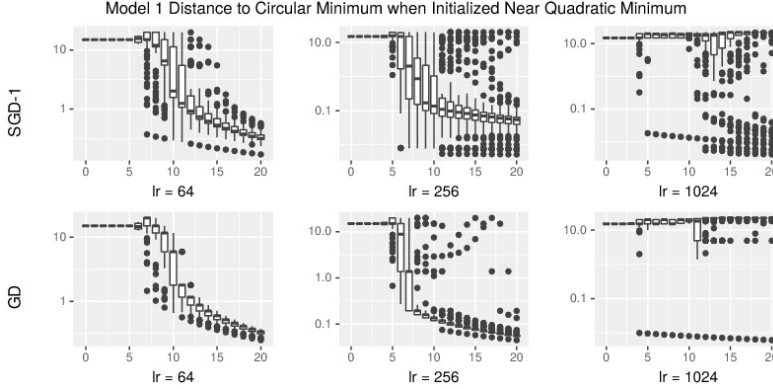 Model 1 Distance to Circular Minimum when Initialized Near Quadratic Minimum
SGD-1
10
1
0 5 10 15 20
lr = 64
10.0
0.1
0 5 10 15 20
lr = 256
10.0
0.1
0 5 10 15 20
lr = 1024
GD
10
1
0 5 10 15 20
lr = 64
10.0
1.0
0.1
0 5 10 15 20
lr = 256
10.0
0.1
0 5 10 15 20
lr = 1024